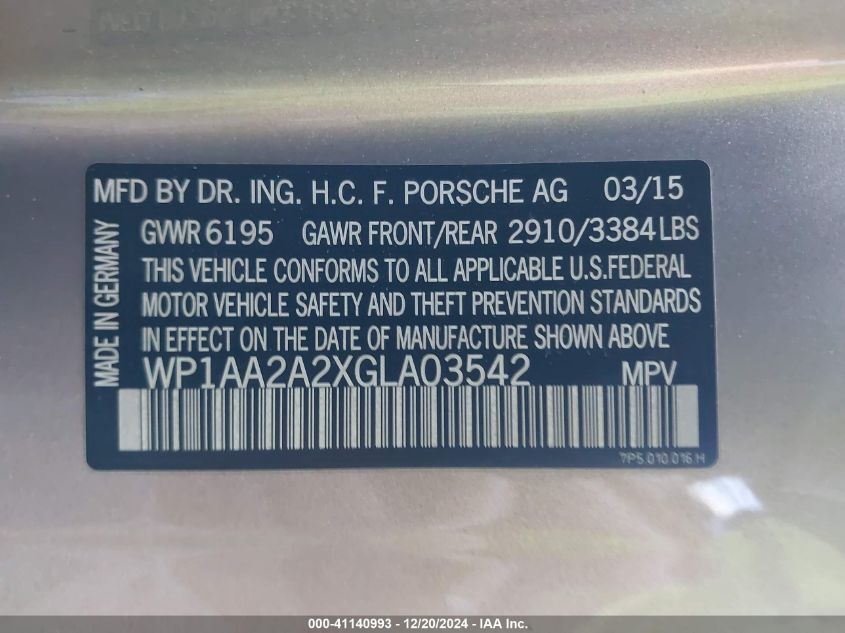 MFD BY DR. ING. H.C. F. PORSCHE AG 03/15
GVWR 6195 GAWR FRONT/REAR 2910/3384LBS
THIS VEHICLE CONFORMS TO ALL APPLICABLE U.S.FEDERAL
MOTOR VEHICLE SAFETY AND THEFT PREVENTION STANDARDS
IN EFFECT ON THE DATE OF MANUFACTURE SHOWN ABOVE
WP1AA2A2XGLA03542 MPV
MADE IN GERMANY
7P5.010.016.H
000-41140993 - 12/20/2024 - IAA Inc.